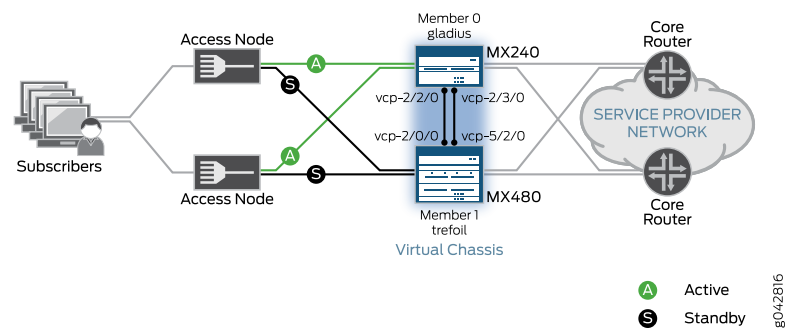 Member 0
gladius
Core
Router
Access Node
MX240
A
S
vcp-2/2/0
vcp-2/3/0
SERVICE PROVIDER
NETWORK
vcp-2/0/0
vcp-5/2/0
Subscribers
A
S
Access Node
MX480
Core
Router
Member 1
trefoil
Virtual Chassis
A Active
S Standby
g042816